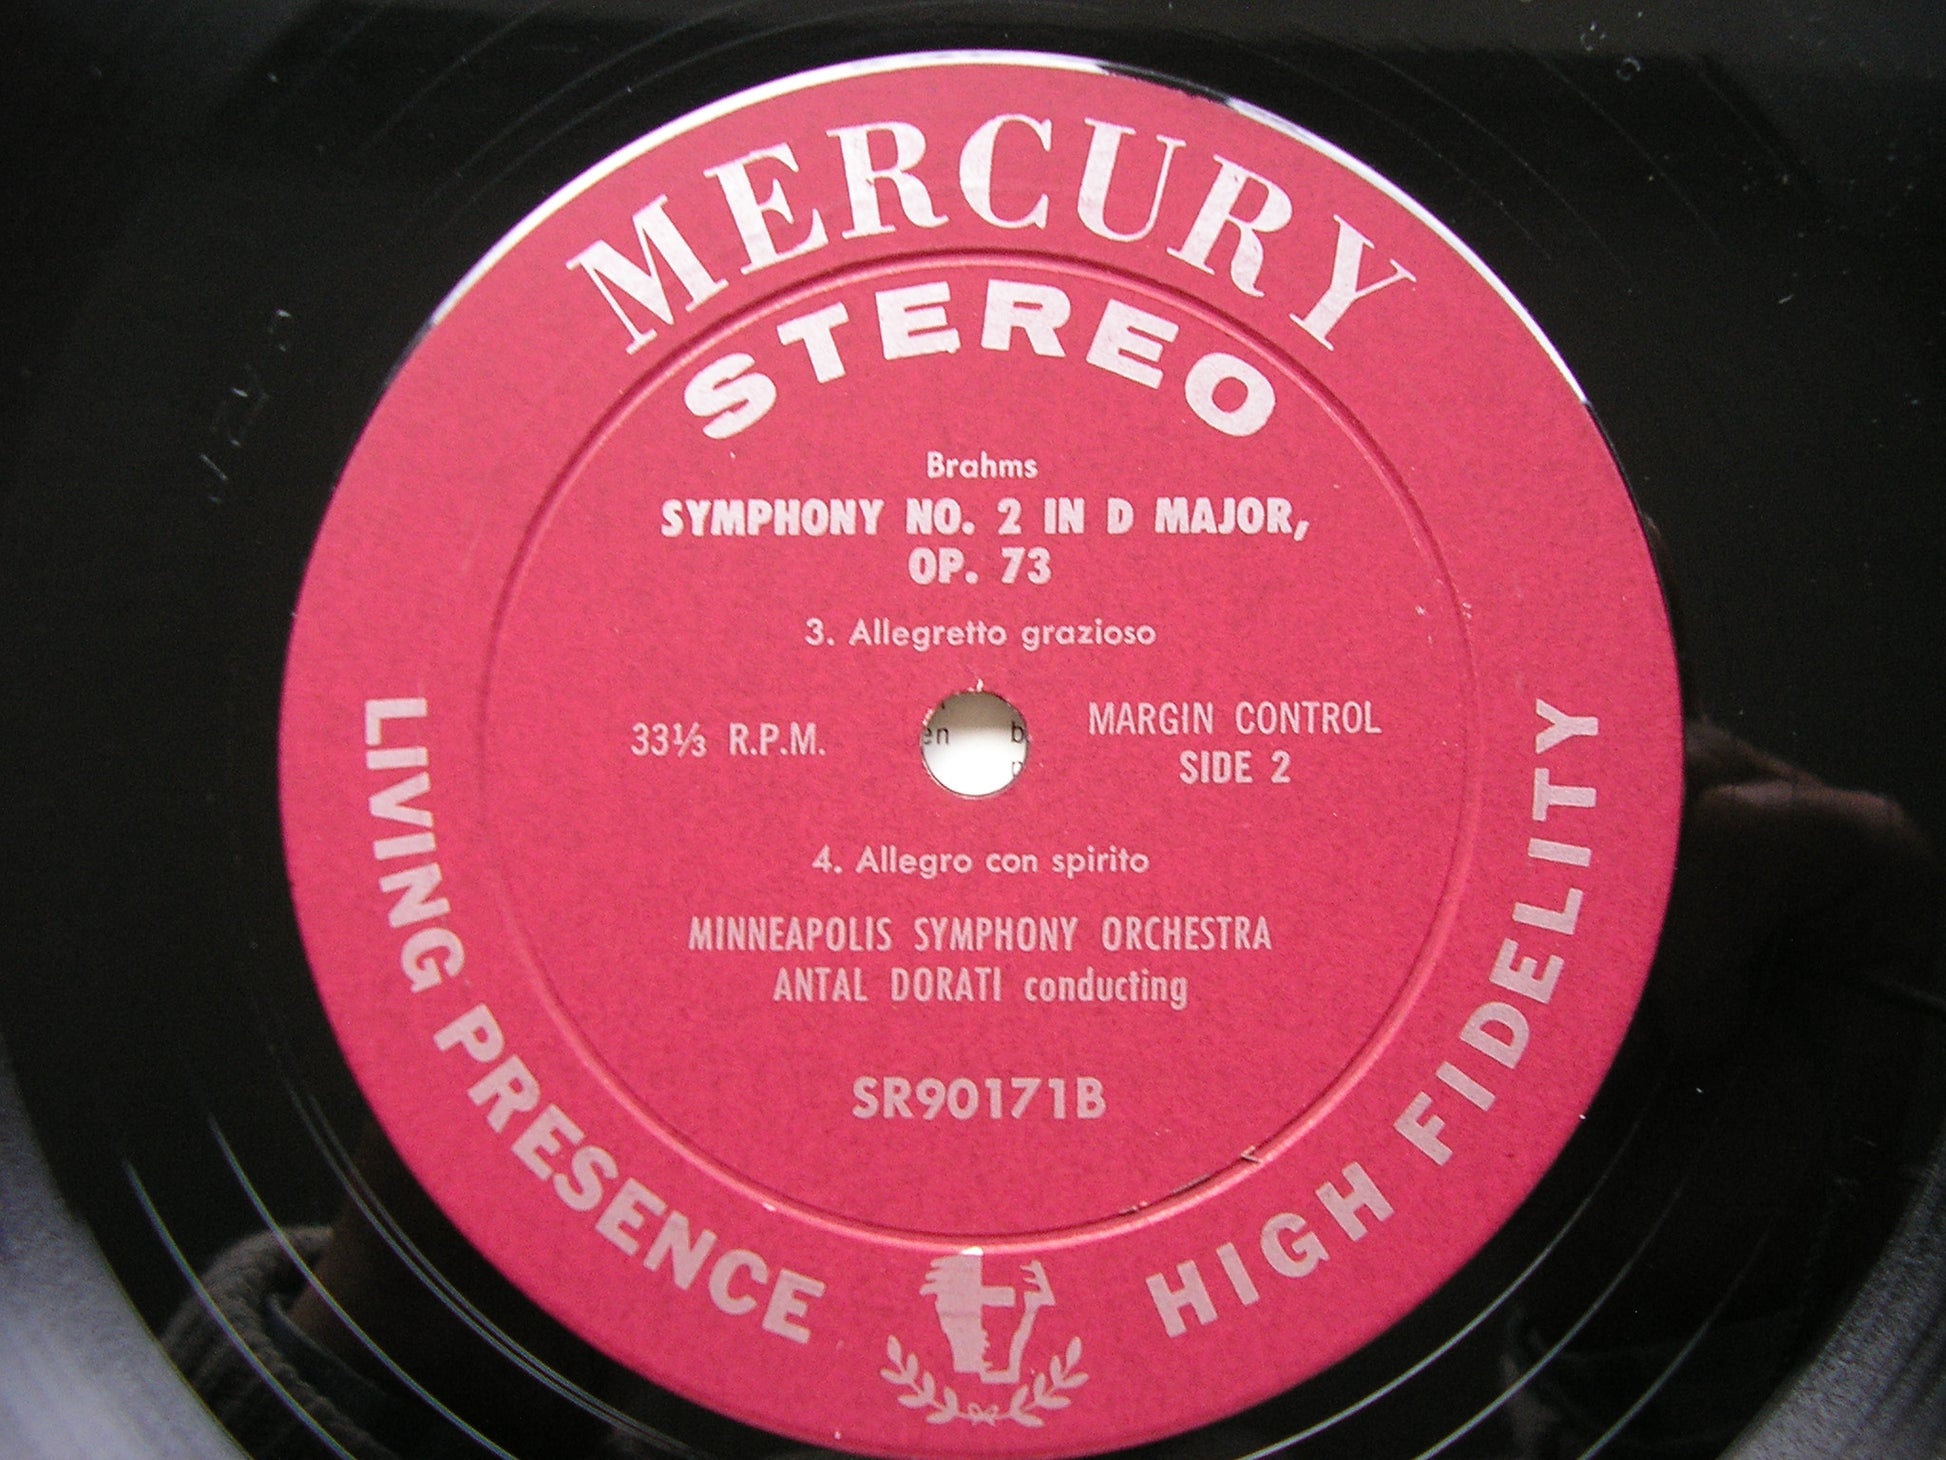 MERCURY
STEREO
Brahms
SYMPHONY NO. 2 IN D MAJOR,
OP. 73
3. Allegretto grazioso
33⅓ R.P.M.
MARGIN CONTROL
SIDE 2
en
b
4. Allegro con spirito
MINNEAPOLIS SYMPHONY ORCHESTRA
ANTAL DORATI conducting
SR90171B
LIVING PRESENCE
HIGH FIDELITY